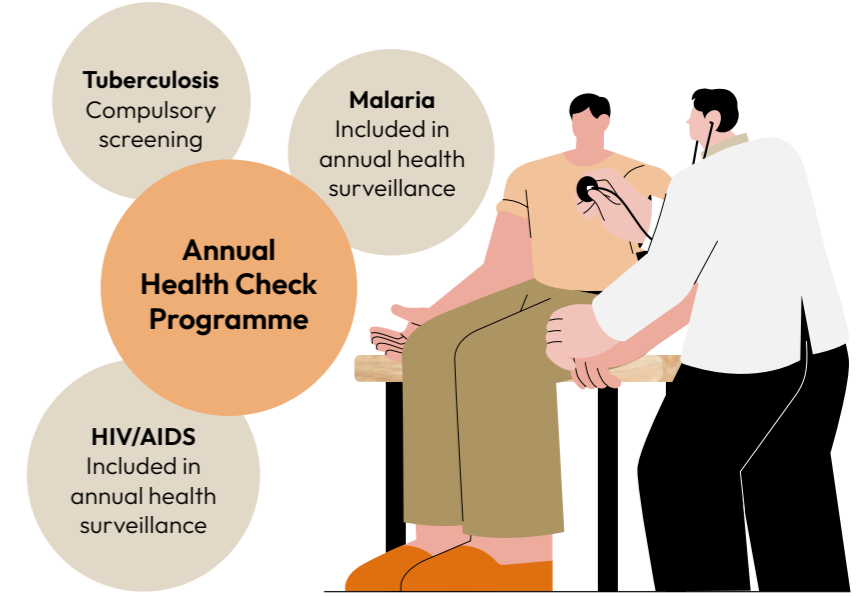 Tuberculosis
Compulsory
screening
Malaria
Included in
annual health
surveillance
Annual
Health Check
Programme
HIV/AIDS
Included in
annual health
surveillance